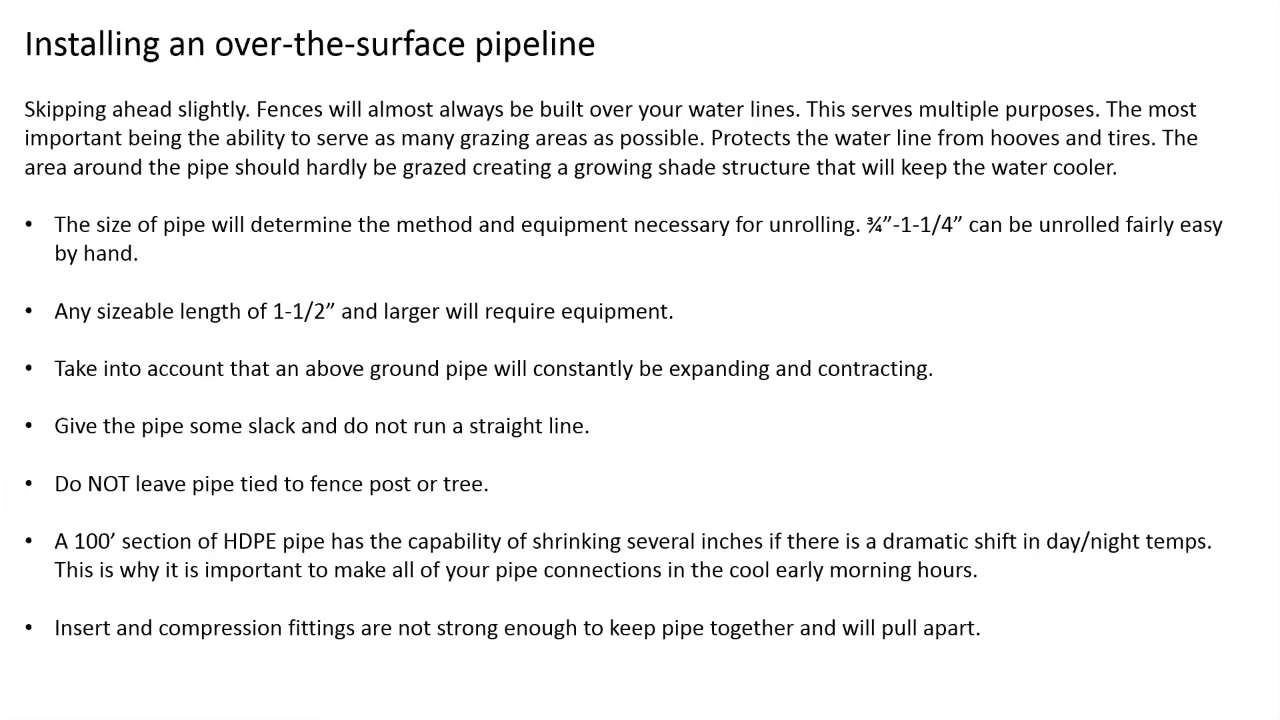 Installing an over-the-surface pipeline
Skipping ahead slightly. Fences will almost always be built over your water lines. This serves multiple purposes. The most
important being the ability to serve as many grazing areas as possible. Protects the water line from hooves and tires. The
area around the pipe should hardly be grazed creating a growing shade structure that will keep the water cooler.
• The size of pipe will determine the method and equipment necessary for unrolling. ¾”-1-1/4” can be unrolled fairly easy
by hand.
• Any sizeable length of 1-1/2” and larger will require equipment.
• Take into account that an above ground pipe will constantly be expanding and contracting.
• Give the pipe some slack and do not run a straight line.
• Do NOT leave pipe tied to fence post or tree.
• A 100’ section of HDPE pipe has the capability of shrinking several inches if there is a dramatic shift in day/night temps.
This is why it is important to make all of your pipe connections in the cool early morning hours.
• Insert and compression fittings are not strong enough to keep pipe together and will pull apart.